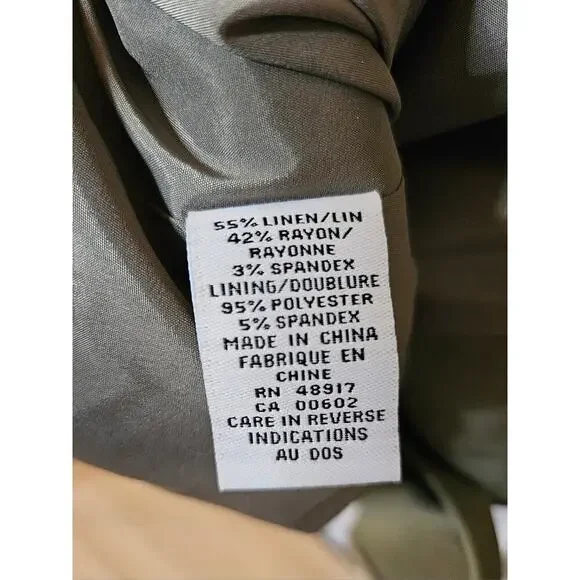 55% LINEN/LIN
42% RAYON/
RAYONNE
3% SPANDEX
LINING/DOUBLURE
95% POLYESTER
5% SPANDEX
MADE IN CHINA
FABRIQUE EN
CHINE
RN 48917
CA 00602
CARE IN REVERSE
INDICATIONS
AU DOS